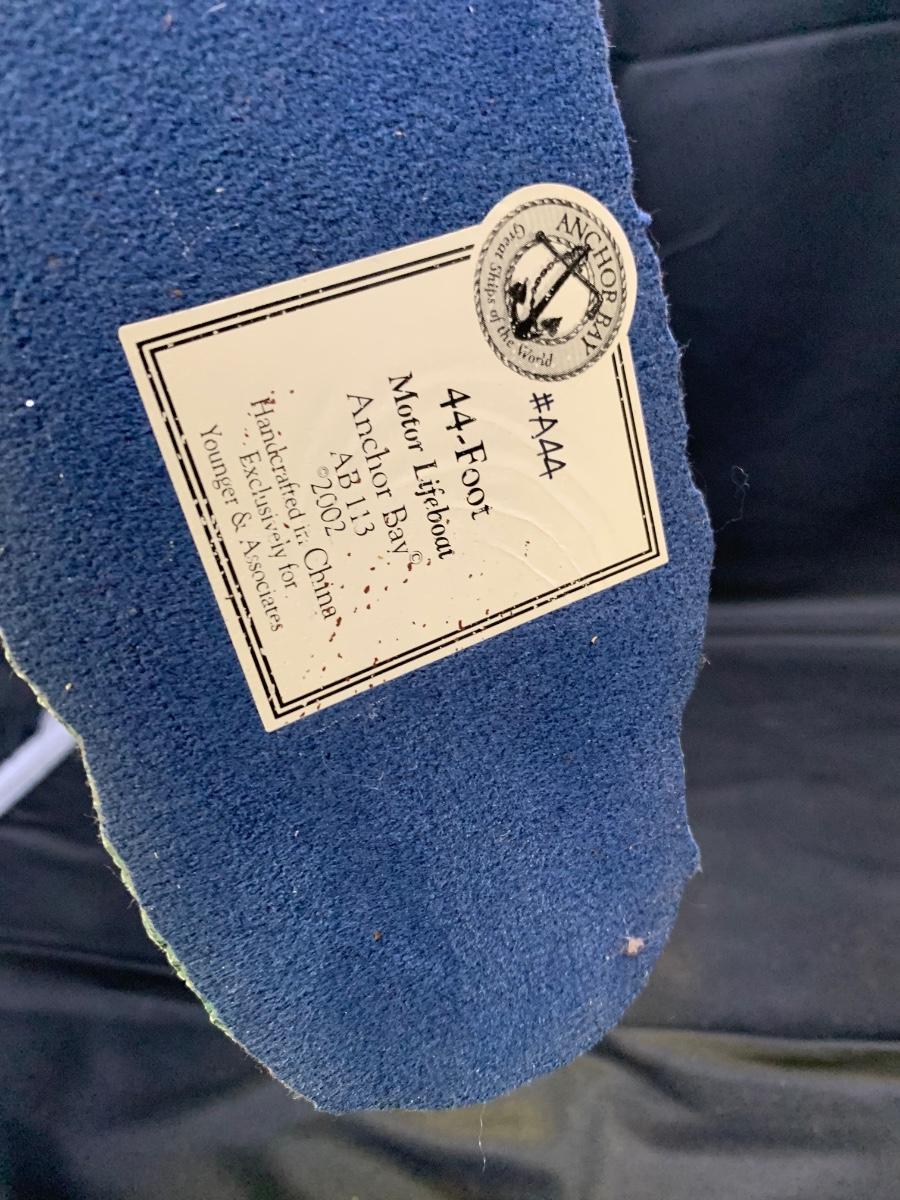 ANCHOR BAY
Great Ships of the World
#A44
44-Foot
Motor Lifeboat
Anchor Bay©
AB 113
©2002
Handcrafted in China
Exclusively for
Younger & Associates